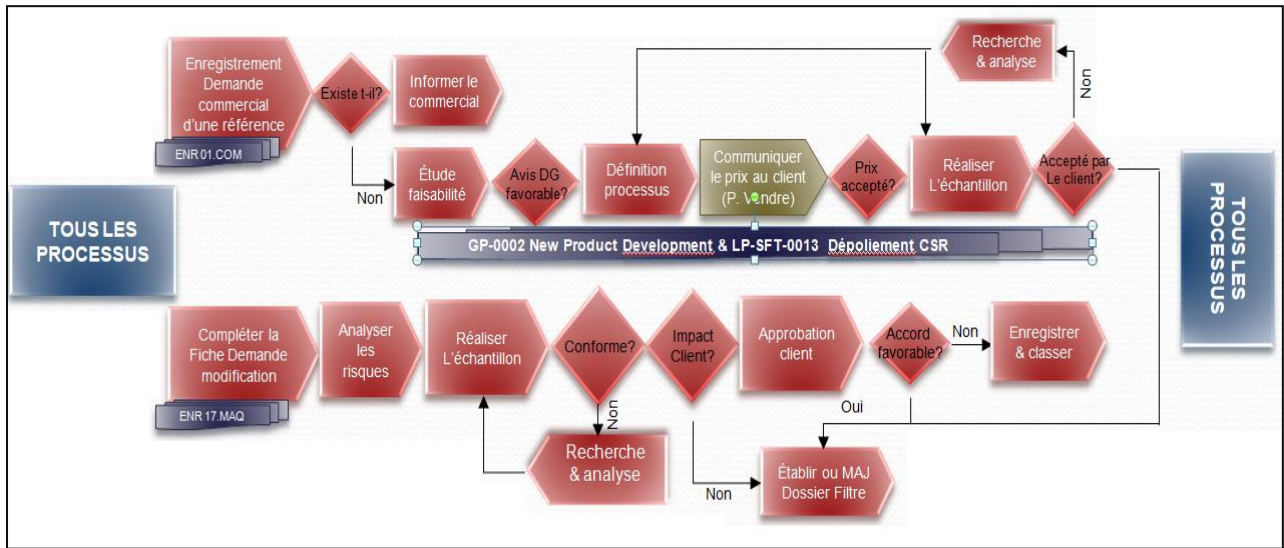 Enregistrement
Demande
commercial
d'une référence
ENR 01.COM
Existe t-il?
Informer le
commercial
Recherche
& analyse
Non
Non
Étude
faisabilité
Avis DG
favorable?
Définition
processus
Communiquer
le prix au client
(P. Vendre)
Prix
accepté?
Réaliser
L'échantillon
Accepté par
Le client?
TOUS LES
PROCESSUS
GP-0002 New Product Development & LP-SFT-0013 Dépoliement CSR
TOUS LES
PROCESSUS
Compléter la
Fiche Demande
modification
ENR 17.MAQ
Analyser
les
risques
Réaliser
L'échantillon
Conforme?
Impact
Client?
Approbation
client
Accord
favorable?
Non
Enregistrer
& classer
Non
Oui
Recherche
& analyse
Non
Établir ou MAJ
Dossier Filtre